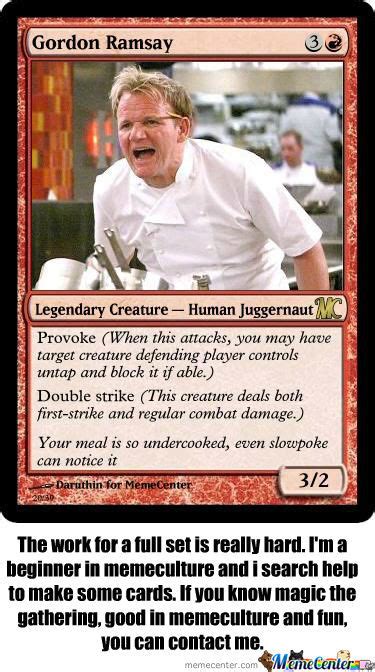 Gordon Ramsay 3
Legendary Creature — Human Juggernaut MC
Provoke (When this attacks, you may have
target creature defending player controls
untap and block it if able.)
Double strike (This creature deals both
first-strike and regular combat damage.)
Your meal is so undercooked, even slowpoke
can notice it
Daruthin for MemeCenter
20/30
3/2
The work for a full set is really hard. I'm a
beginner in memeculture and i search help
to make some cards. If you know magic the
gathering, good in memeculture and fun,
you can contact me.
memecenter.com MemeCenter